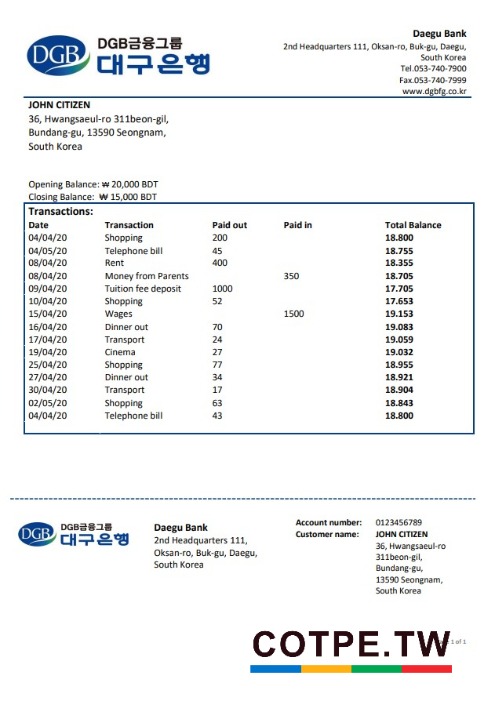 DGB
DGB금융그룹
대구은행
Daegu Bank
2nd Headquarters 111, Oksan-ro, Buk-gu, Daegu,
South Korea
Tel.053-740-7900
Fax.053-740-7999
www.dgbfg.co.kr
JOHN CITIZEN
36, Hwangsaeul-ro 311beon-gil,
Bundang-gu, 13590 Seongnam,
South Korea
Opening Balance: ₩ 20,000 BDT
Closing Balance: ₩ 15,000 BDT
Transactions:
Date Transaction Paid out Paid in Total Balance
04/04/20 Shopping 200 18.800
04/05/20 Telephone bill 45 18.755
08/04/20 Rent 400 18.355
08/04/20 Money from Parents 350 18.705
09/04/20 Tuition fee deposit 1000 17.705
10/04/20 Shopping 52 17.653
15/04/20 Wages 1500 19.153
16/04/20 Dinner out 70 19.083
17/04/20 Transport 24 19.059
19/04/20 Cinema 27 19.032
25/04/20 Shopping 77 18.955
27/04/20 Dinner out 34 18.921
30/04/20 Transport 17 18.904
02/05/20 Shopping 63 18.843
04/04/20 Telephone bill 43 18.800
DGB
DGB금융그룹
대구은행
Daegu Bank
2nd Headquarters 111,
Oksan-ro, Buk-gu, Daegu,
South Korea
Account number: 0123456789
Customer name: JOHN CITIZEN
36, Hwangsaeul-ro
311beon-gil,
Bundang-gu,
13590 Seongnam,
South Korea
COTPE.TW
1 of 1